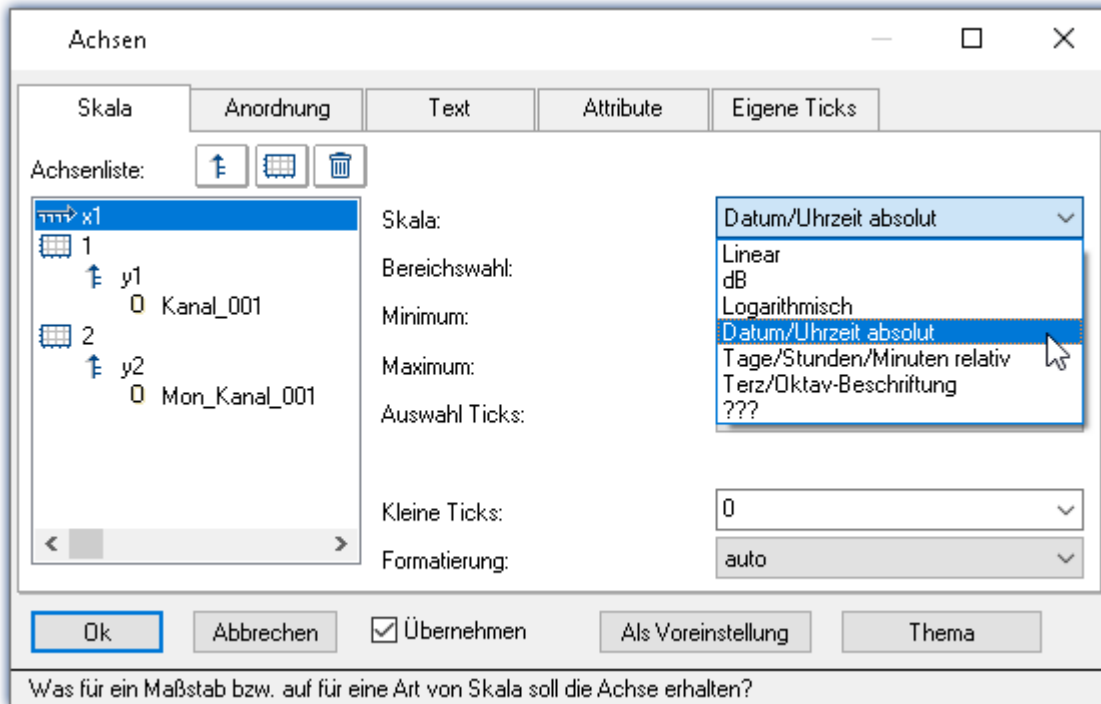 Achsen
Skala Anordnung Text Attribute Eigene Ticks
Achsenliste:
x1
1
y1
Kanal_001
2
y2
Mon_Kanal_001
Skala: Datum/Uhrzeit absolut
Bereichswahl:
Minimum:
Maximum:
Auswahl Ticks:
Linear
dB
Logarithmisch
Datum/Uhrzeit absolut
Tage/Stunden/Minuten relativ
Terz/Oktav-Beschriftung
???
Kleine Ticks: 0
Formatierung: auto
Ok Abbrechen Übernehmen Als Voreinstellung Thema
Was für ein Maßstab bzw. auf für eine Art von Skala soll die Achse erhalten?